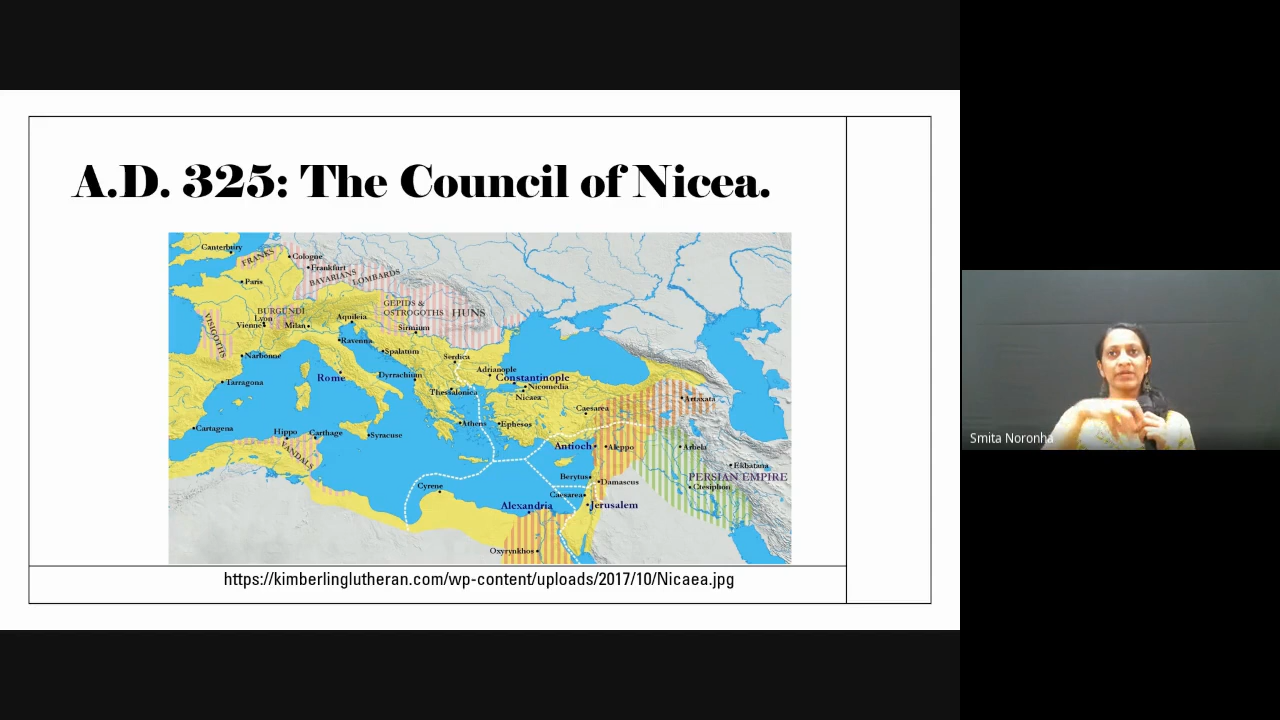 A.D. 325: The Council of Nicea.
Canterbury
FRANKS
Cologne
Frankfurt
BAVARIANS
LOMBARDS
Paris
BURGUNDI
Lyon
Vienne
Milan
Aquileia
GEPIDS &
OSTROGOTHS
HUNS
Sirmium
VISIGOTHS
Ravenna
Spalatum
Narbonne
Serdica
Adrianople
Constantinople
Nicomedia
Nicaea
Rome
Dyrrachium
Tarragona
Thessalonica
Artaxata
Caesarea
Cartagena
Hippo
Carthage
Syracuse
Athens
Ephesos
VANDALS
Antioch
Aleppo
Arbela
Ekbatana
PERSIAN EMPIRE
Ctesiphon
Berytus
Damascus
Cyrene
Caesarea
Alexandria
Jerusalem
Oxyrynkhos
https://kimberlinglutheran.com/wp-content/uploads/2017/10/Nicaea.jpg
Smita Noronha